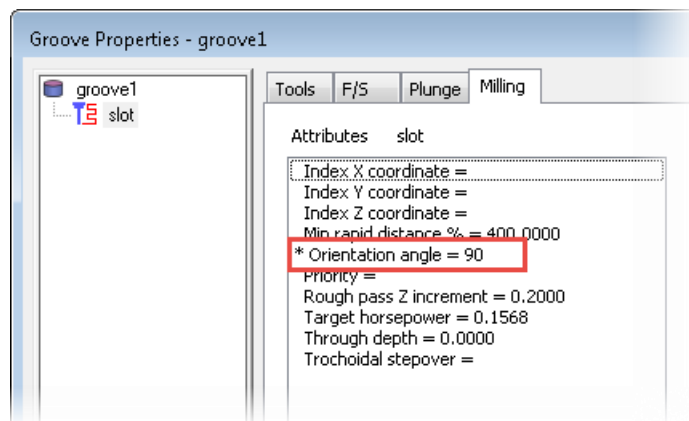 Groove Properties - groove1
groove1
slot
Tools F/S Plunge Milling
Attributes slot
Index X coordinate =
Index Y coordinate =
Index Z coordinate =
Min rapid distance % = 400.0000
* Orientation angle = 90
Priority =
Rough pass Z increment = 0.2000
Target horsepower = 0.1568
Through depth = 0.0000
Trochoidal stepover =